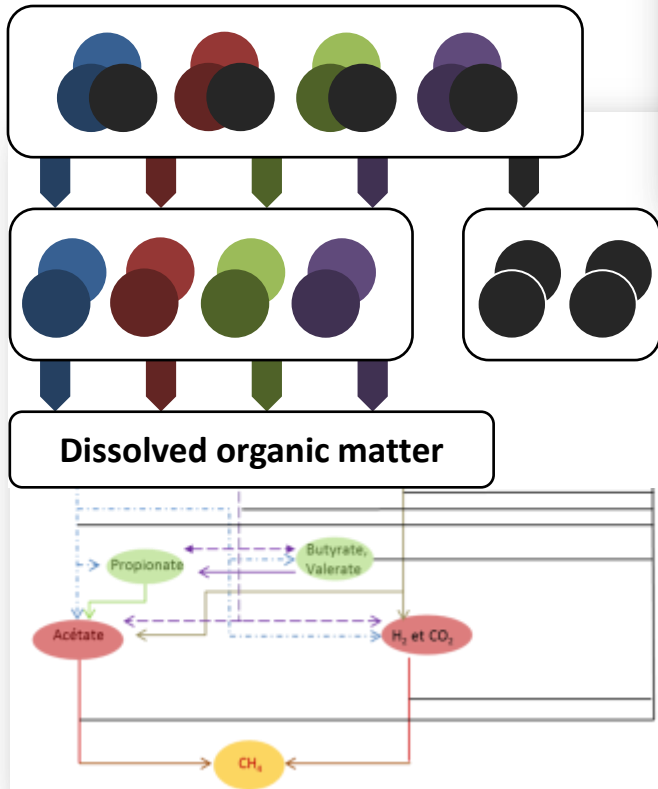 Dissolved organic matter
Propionate
Butyrate,
Valerate
Acétate
H₂ et CO₂
CH₄